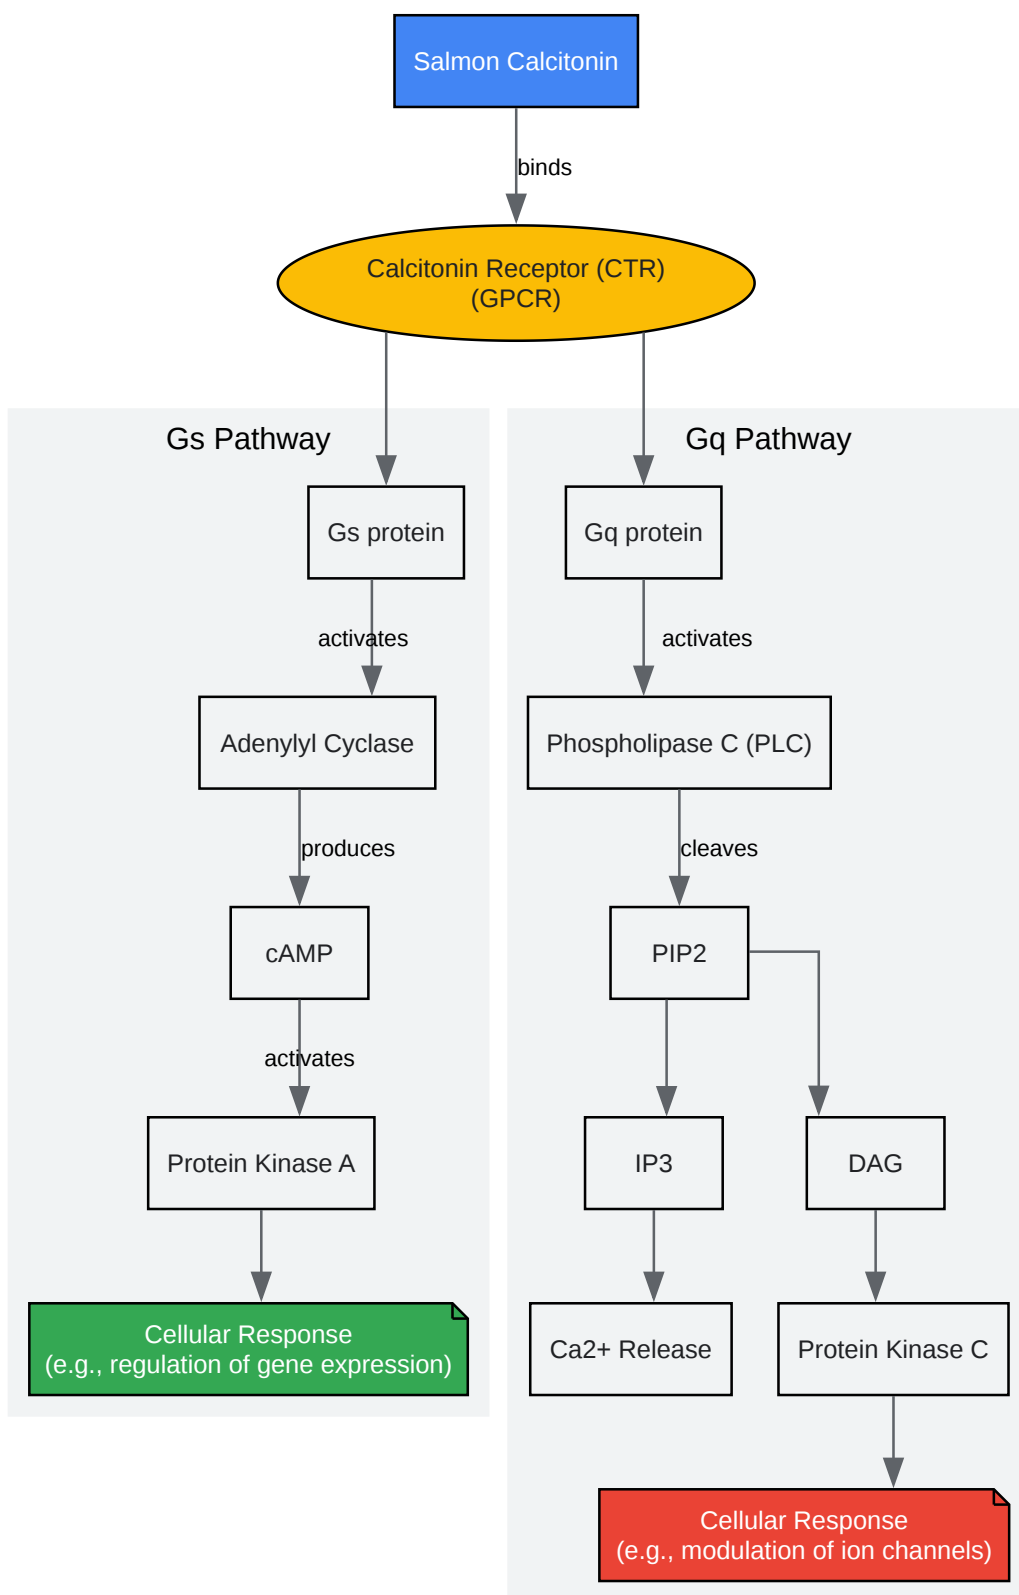 Salmon Calcitonin
binds
Calcitonin Receptor (CTR)
(GPCR)
Gs Pathway
Gs protein
activates
Adenylyl Cyclase
produces
cAMP
activates
Protein Kinase A
Cellular Response
(e.g., regulation of gene expression)
Gq Pathway
Gq protein
activates
Phospholipase C (PLC)
cleaves
PIP2
IP3
DAG
Ca2+ Release
Protein Kinase C
Cellular Response
(e.g., modulation of ion channels)